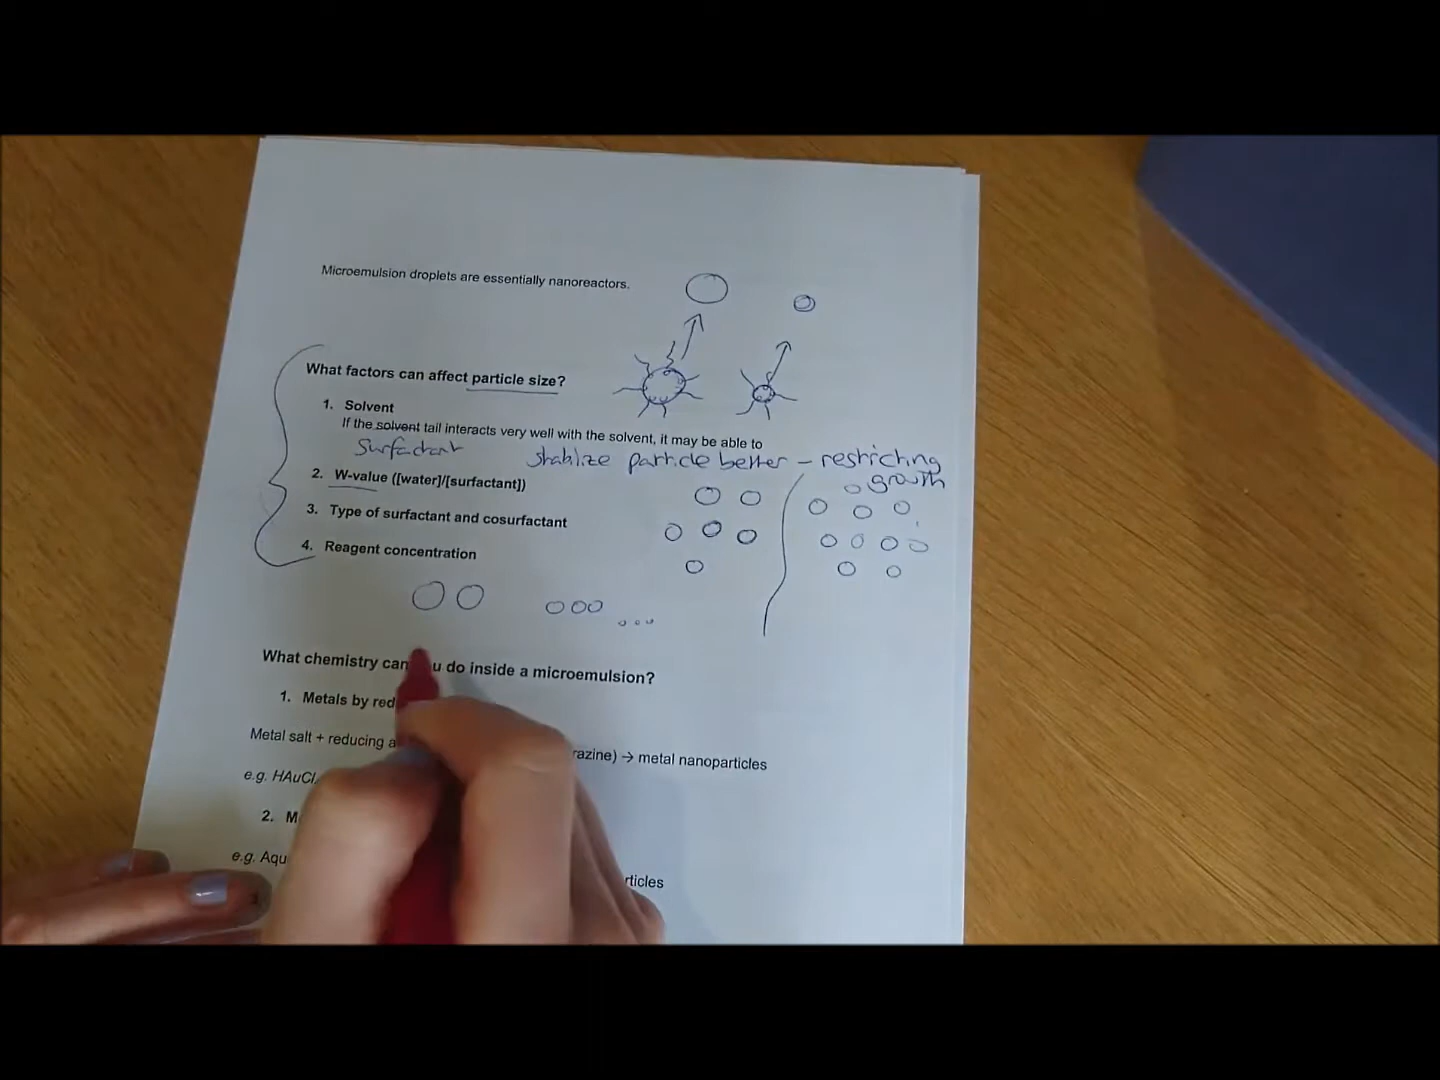 Microemulsion droplets are essentially nanoreactors.
What factors can affect particle size?
1. Solvent
If the solvent tail interacts very well with the solvent, it may be able to
Surfactant stabilize particle better – restricting
growth
2. W-value ([water]/[surfactant])
3. Type of surfactant and cosurfactant
4. Reagent concentration
What chemistry can u do inside a microemulsion?
1. Metals by red
Metal salt + reducing a razine) → metal nanoparticles
e.g. HAuCl
2. M
e.g. Aqu rticles
3.